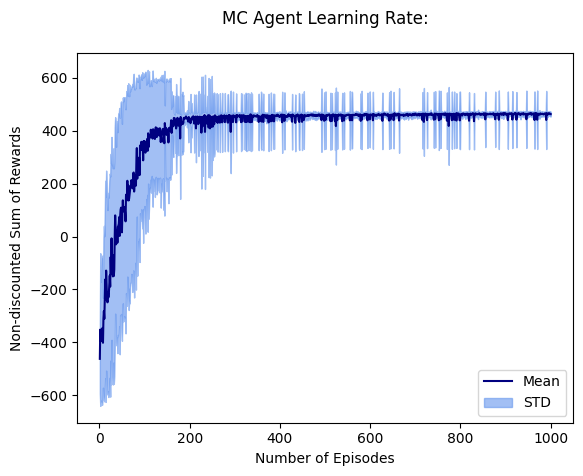 MC Agent Learning Rate:
Non-discounted Sum of Rewards
600
400
200
0
−200
−400
−600
0
200
400
600
800
1000
Number of Episodes
Mean
STD